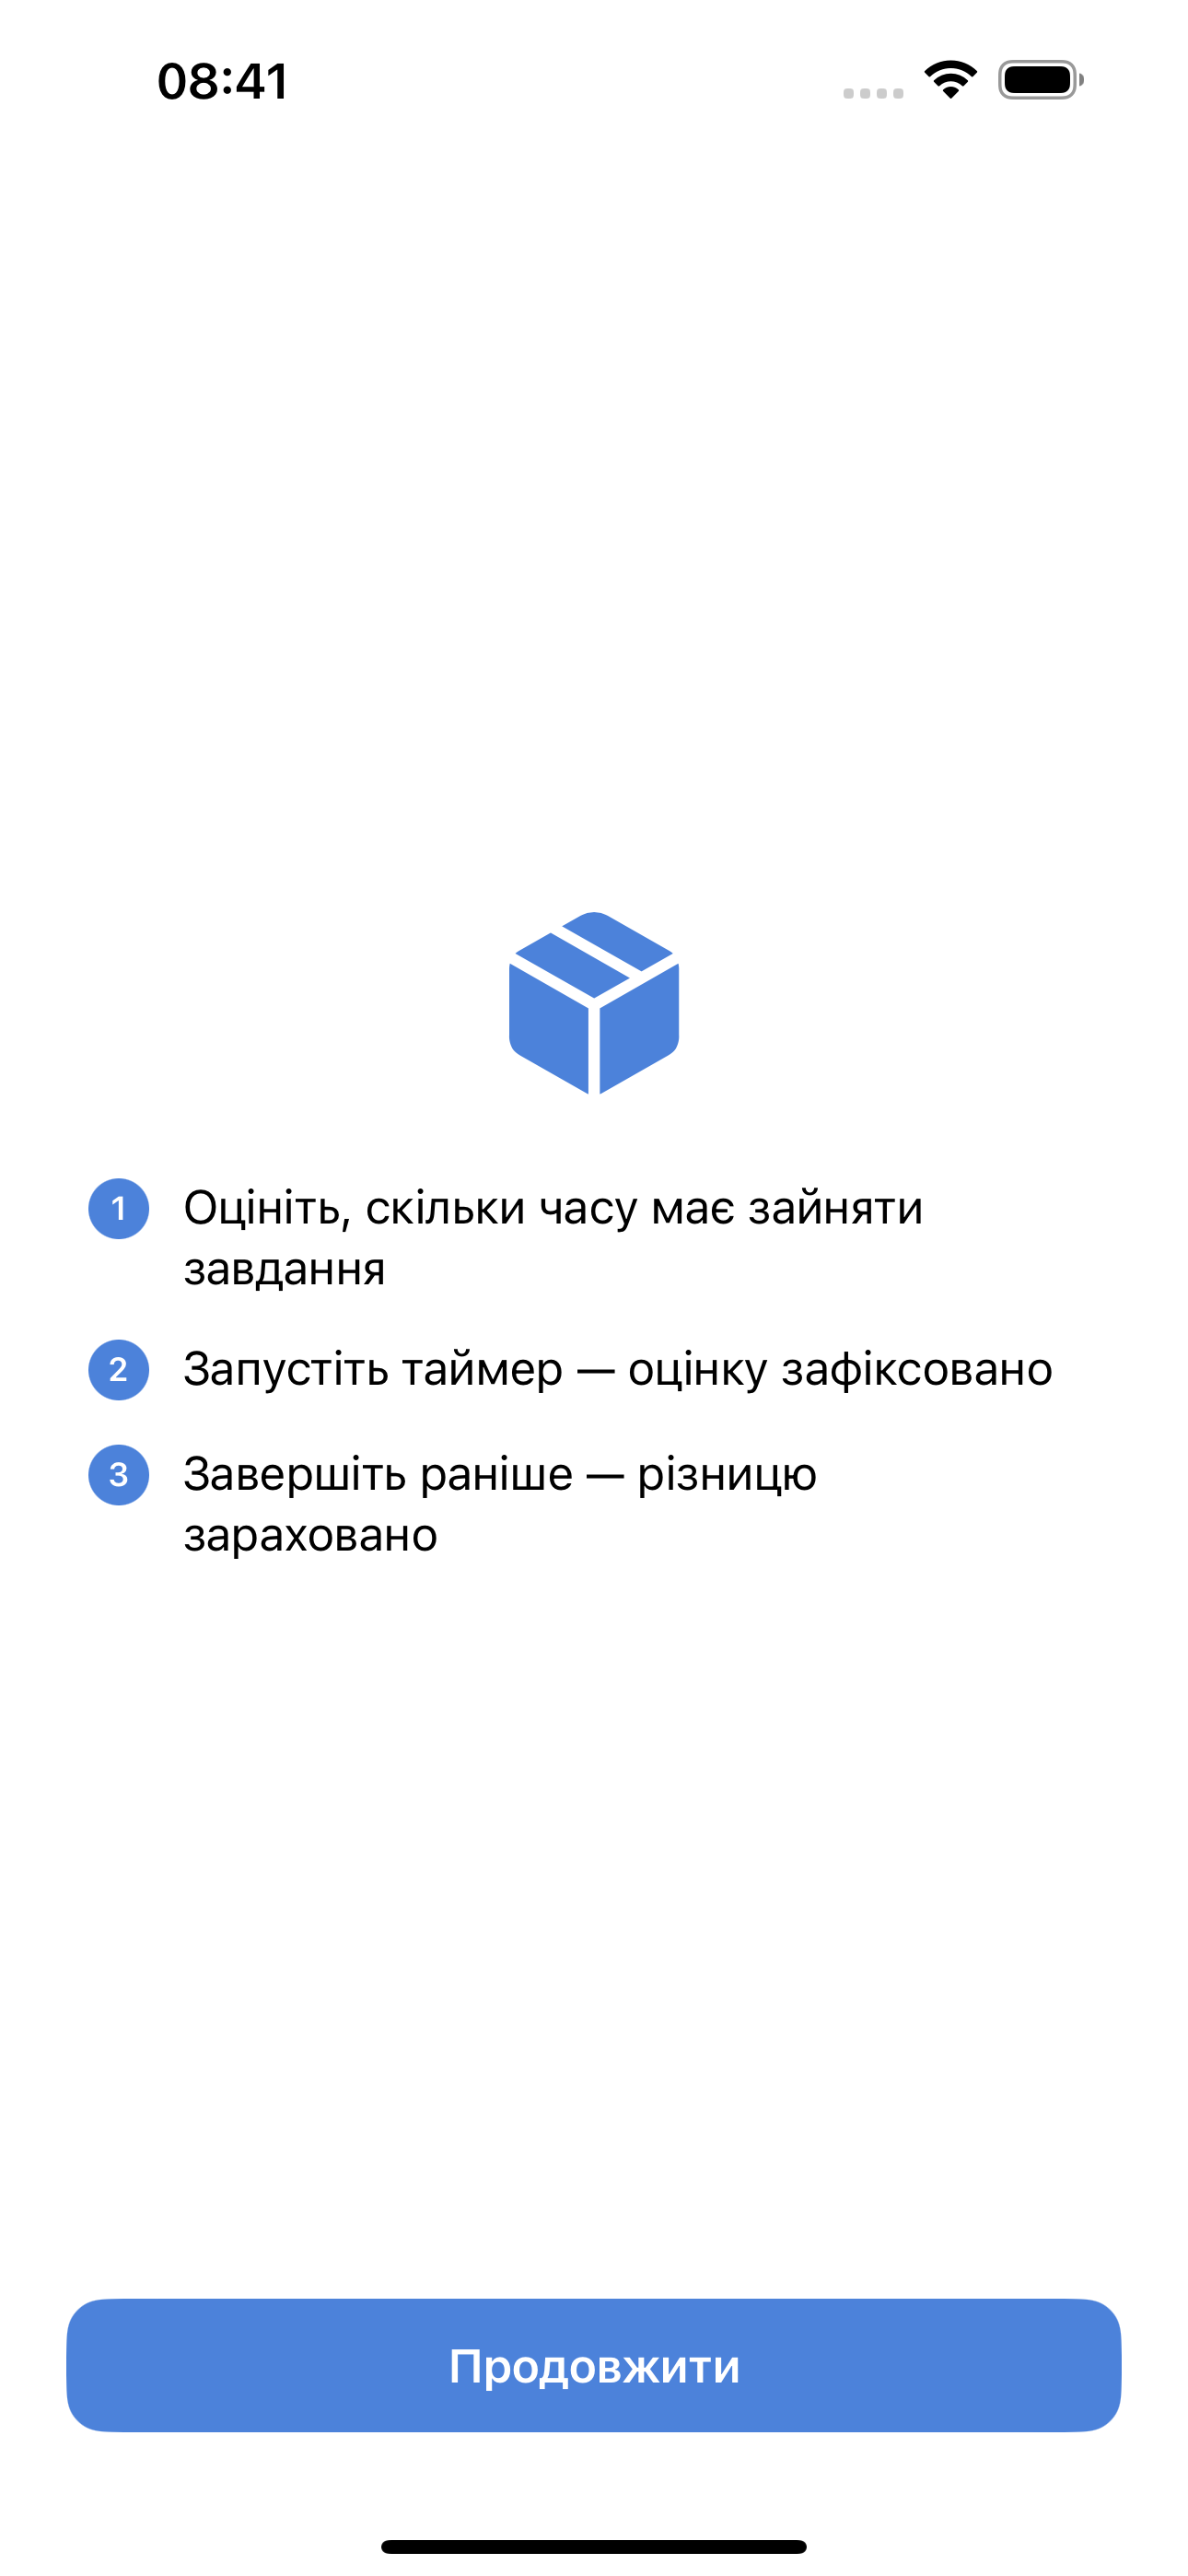 08:41
1 Оцініть, скільки часу має зайняти
завдання
2 Запустіть таймер — оцінку зафіксовано
3 Завершіть раніше — різницю
зараховано
Продовжити